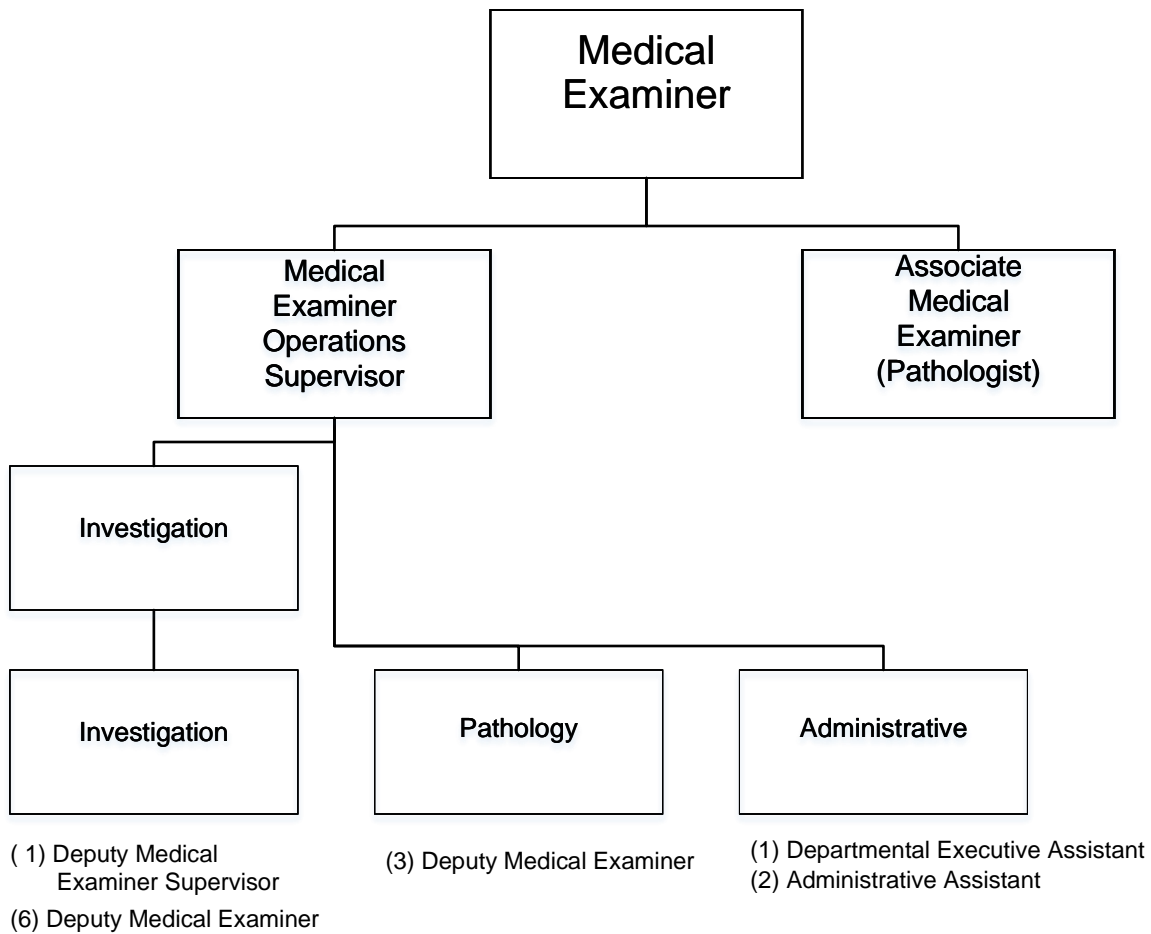 Medical
Examiner
Medical
Examiner
Operations
Supervisor
Associate
Medical
Examiner
(Pathologist)
Investigation
Investigation
Pathology
Administrative
( 1) Deputy Medical
Examiner Supervisor
(6) Deputy Medical Examiner
(3) Deputy Medical Examiner
(1) Departmental Executive Assistant
(2) Administrative Assistant